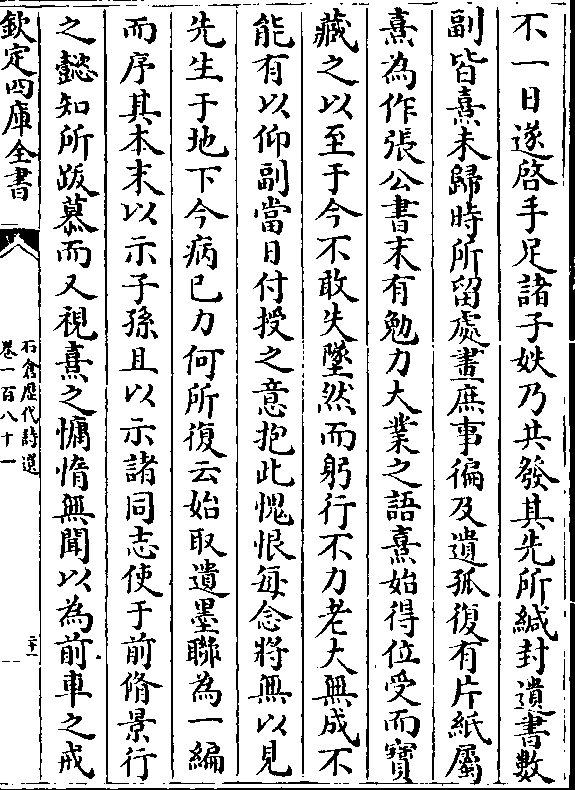 不一日遂啓手足諸子姪乃共發其先所緘封遺書數
副皆熹未歸時所留處畫庶事徧及遺孤復有片紙屬
熹為作張公書末有勉力大業之語熹始得位受而寶
藏之以至于今不敢失墜然而躬行不力老大無成不
能有以仰副當日付授之意抱此愧恨每念將無以見
先生于地下今病已力何所復云始取遺墨聯為一編
而序其本末以示子孫且以示諸同志使于前脩景行
之懿知所跂慕而又視熹之慵惰無聞以為前車之戒
欽定四庫全書
石倉歷代詩選
卷一百八十一
二十一